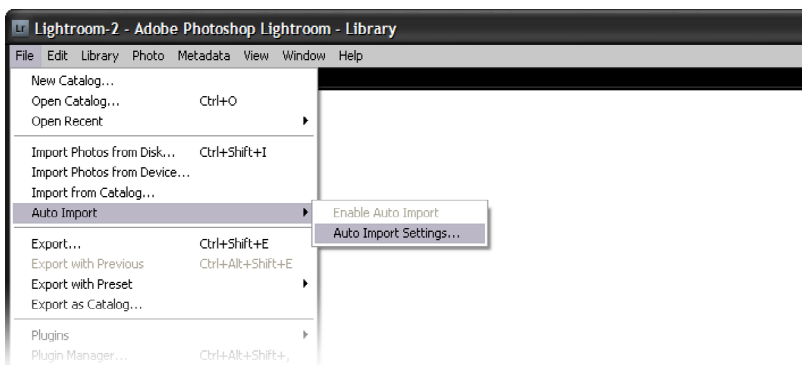 Lr Lightroom-2 - Adobe Photoshop Lightroom - Library
File Edit Library Photo Metadata View Window Help
New Catalog...
Open Catalog... Ctrl+O
Open Recent
Import Photos from Disk... Ctrl+Shift+I
Import Photos from Device...
Import from Catalog...
Auto Import
Enable Auto Import
Auto Import Settings...
Export... Ctrl+Shift+E
Export with Previous Ctrl+Alt+Shift+E
Export with Preset
Export as Catalog...
Plugins
Plugin Manager... Ctrl+Alt+Shift+,